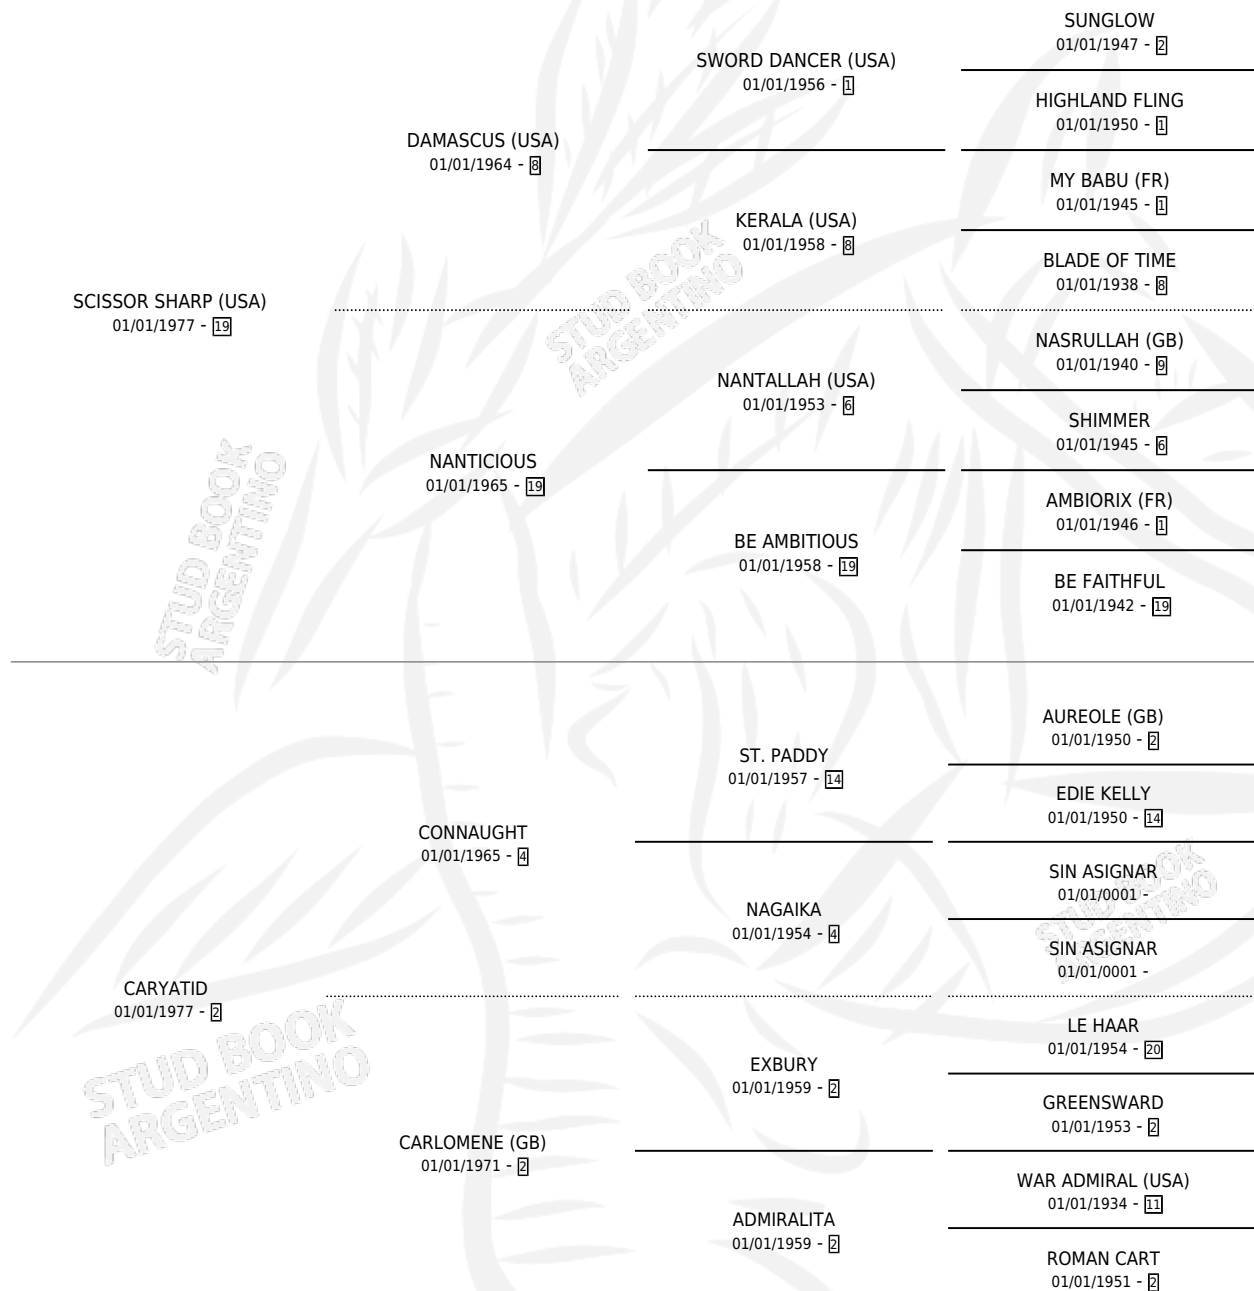 SUNGLOW
01/01/1947 - 2
SWORD DANCER (USA)
01/01/1956 - 1
HIGHLAND FLING
01/01/1950 - 1
DAMASCUS (USA)
01/01/1964 - 8
MY BABU (FR)
01/01/1945 - 1
KERALA (USA)
01/01/1958 - 8
BLADE OF TIME
01/01/1938 - 8
SCISSOR SHARP (USA)
01/01/1977 - 19
NASRULLAH (GB)
01/01/1940 - 9
NANTALLAH (USA)
01/01/1953 - 6
SHIMMER
01/01/1945 - 6
NANTICIOUS
01/01/1965 - 19
AMBIORIX (FR)
01/01/1946 - 1
BE AMBITIOUS
01/01/1958 - 19
BE FAITHFUL
01/01/1942 - 19
AUREOLE (GB)
01/01/1950 - 2
ST. PADDY
01/01/1957 - 14
EDIE KELLY
01/01/1950 - 14
CONNAUGHT
01/01/1965 - 4
SIN ASIGNAR
01/01/0001 -
NAGAIKA
01/01/1954 - 4
SIN ASIGNAR
01/01/0001 -
CARYATID
01/01/1977 - 2
LE HAAR
01/01/1954 - 20
EXBURY
01/01/1959 - 2
GREENSWARD
01/01/1953 - 2
CARLOMENE (GB)
01/01/1971 - 2
WAR ADMIRAL (USA)
01/01/1934 - 11
ADMIRALITA
01/01/1959 - 2
ROMAN CART
01/01/1951 - 2
STUD BOOK
ARGENTINO
STUD BOOK
ARGENTINO
STUD BOOK
ARGENTINO
STUD BOOK
ARGENTINO